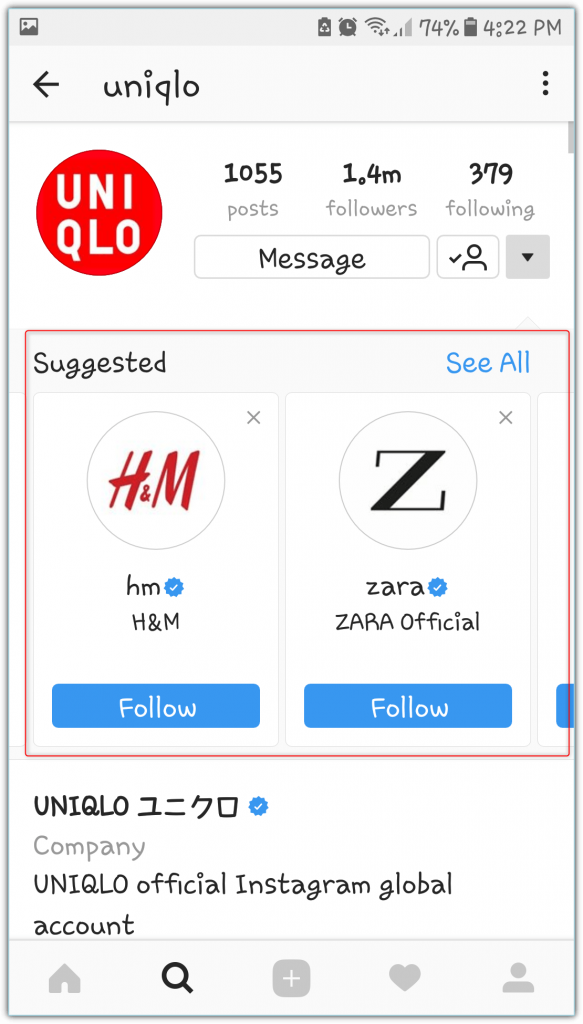 74% 4:22 PM
uniqlo
UNI
QLO
1055 1.4m 379
posts followers following
Message
Suggested See All
H&M Z
hm zara
H&M ZARA Official
Follow Follow
UNIQLO ユニクロ
Company
UNIQLO official Instagram global
account